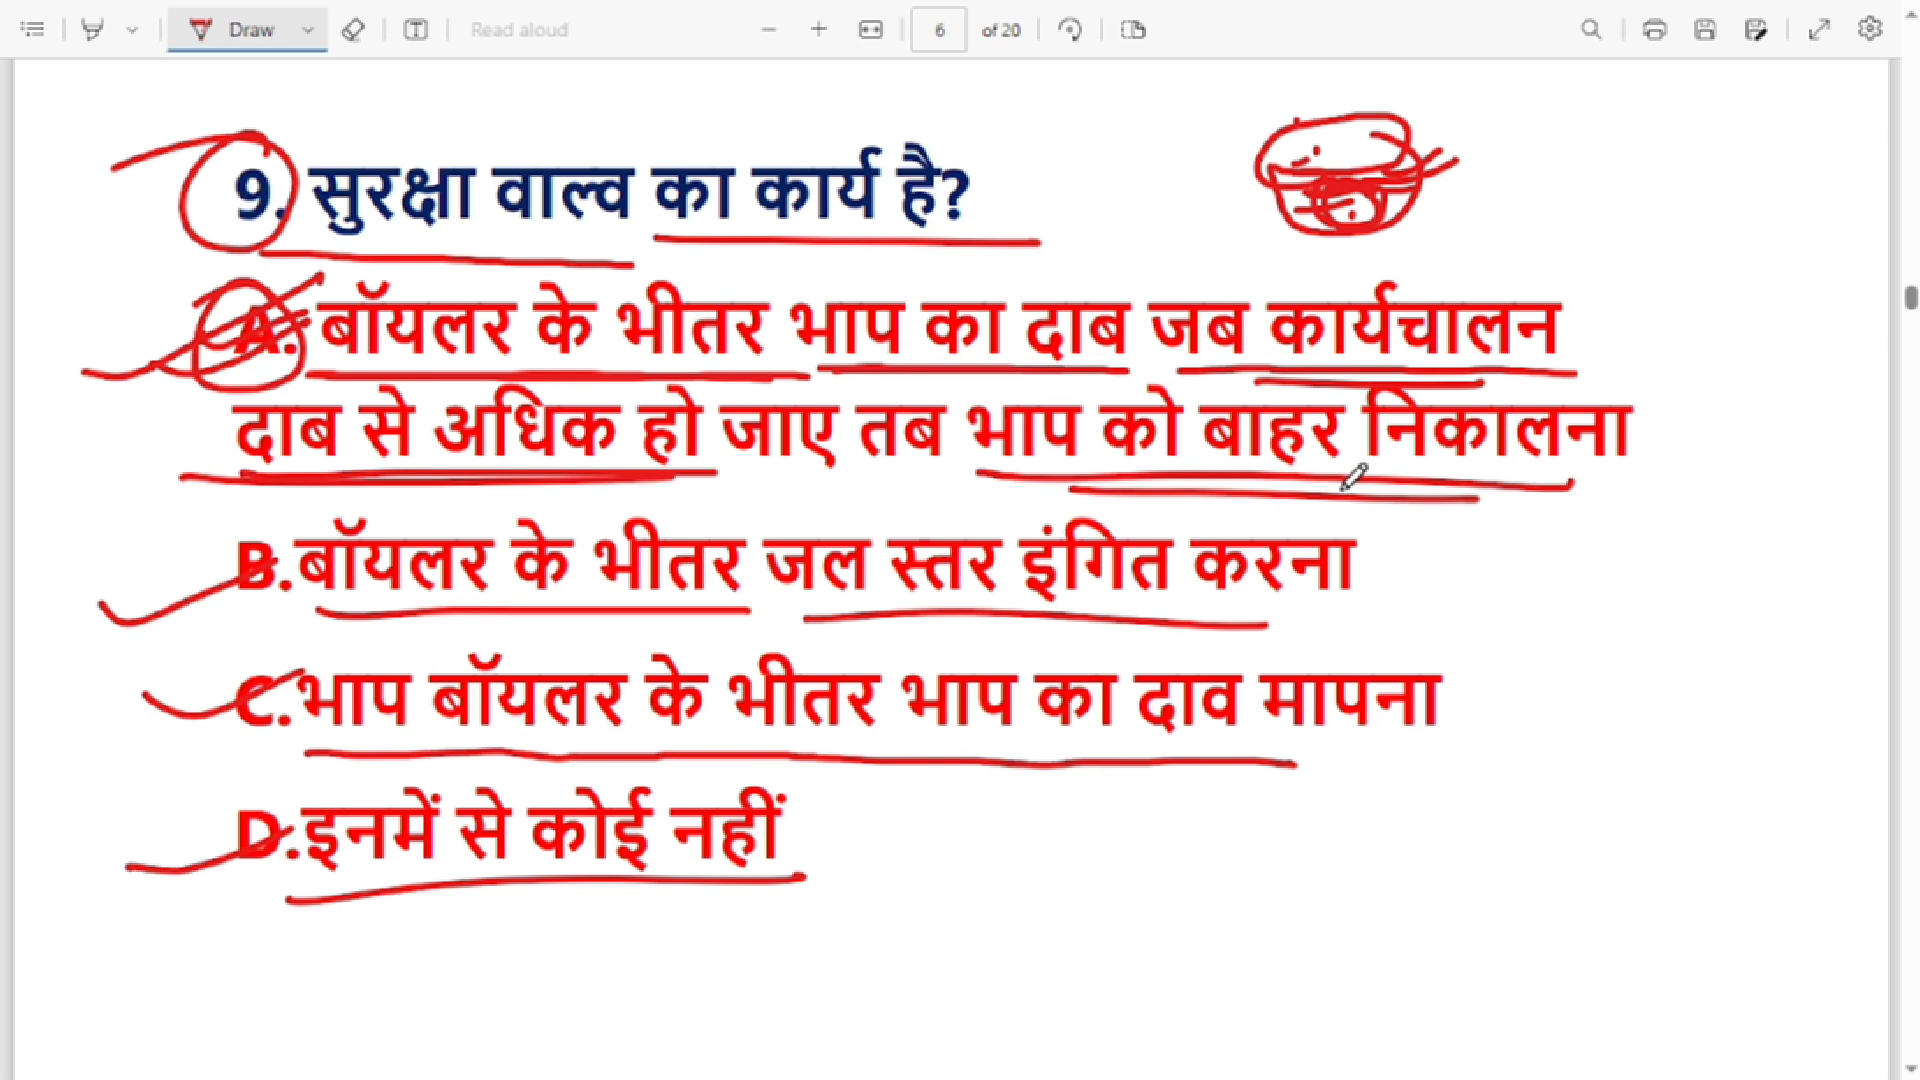 Draw
Read aloud
6 of 20
9. सुरक्षा वाल्व का कार्य है?
A. बॉयलर के भीतर भाप का दाब जब कार्यचालन
दाब से अधिक हो जाए तब भाप को बाहर निकालना
B.बॉयलर के भीतर जल स्तर इंगित करना
C.भाप बॉयलर के भीतर भाप का दाव मापना
D.इनमें से कोई नहीं